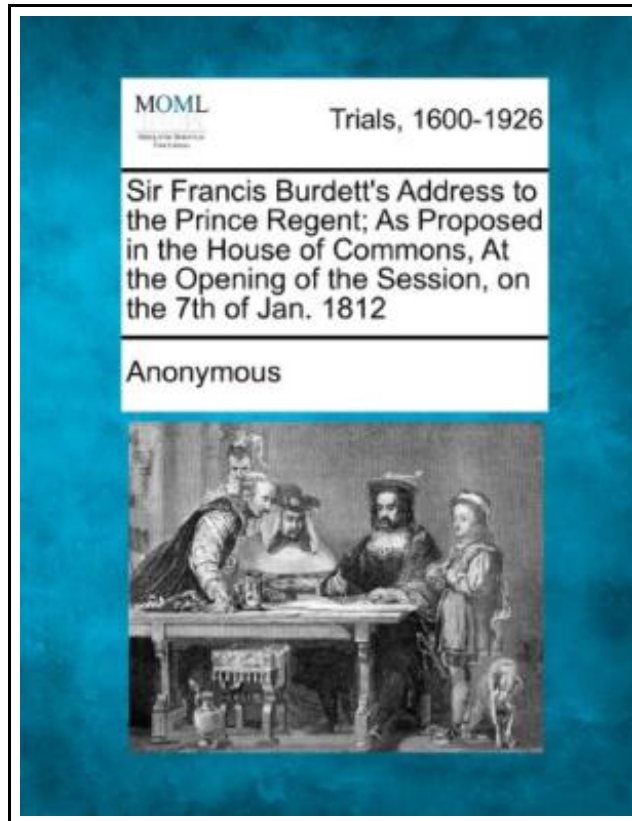 MOML
Trials, 1600-1926
Sir Francis Burdett's Address to
the Prince Regent; As Proposed
in the House of Commons, At
the Opening of the Session, on
the 7th of Jan. 1812
Anonymous